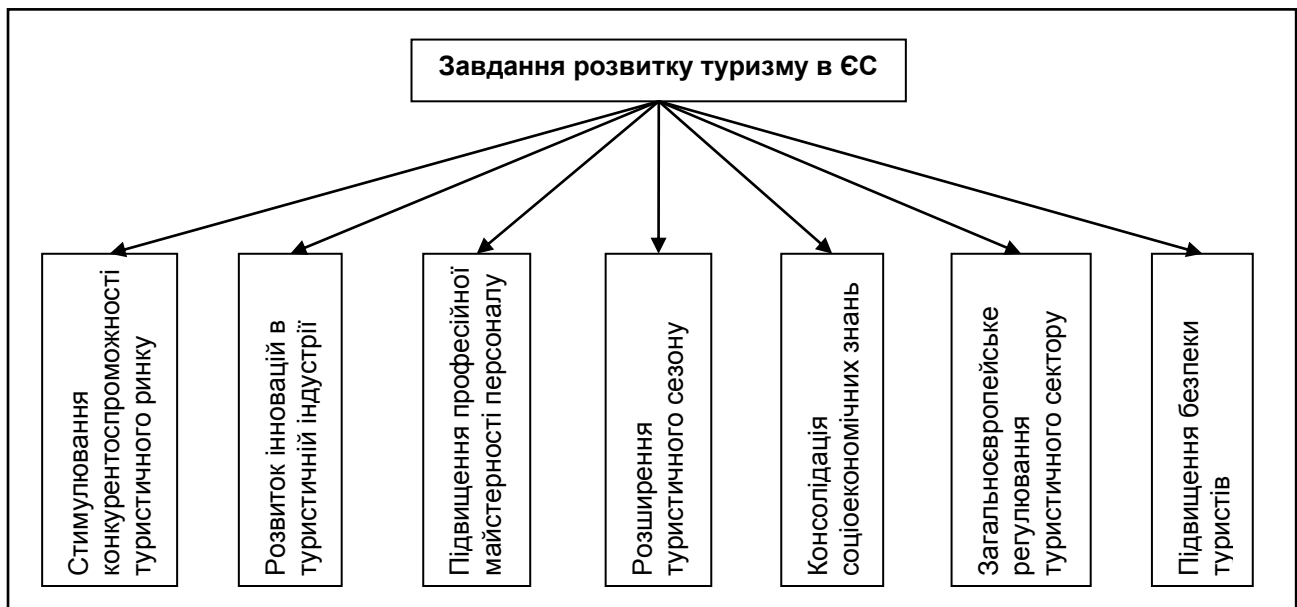 Завдання розвитку туризму в ЄС
Стимулювання
конкурентоспроможності
туристичного ринку
Розвиток інновацій в
туристичній індустрії
Підвищення професійної
майстерності персоналу
Розширення
туристичного сезону
Консолідація
соціоекономічних знань
Загальноєвропейське
регулювання
туристичного сектору
Підвищення безпеки
туристів